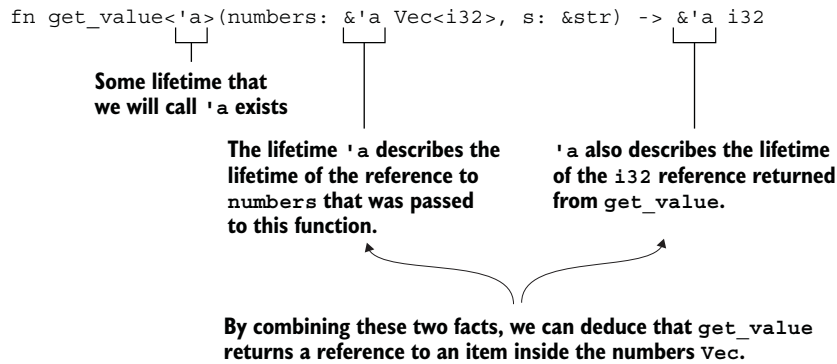 fn get_value<'a>(numbers: &'a Vec<i32>, s: &str) -> &'a i32
Some lifetime that
we will call 'a exists
The lifetime 'a describes the
lifetime of the reference to
numbers that was passed
to this function.
'a also describes the lifetime
of the i32 reference returned
from get_value.
By combining these two facts, we can deduce that get_value
returns a reference to an item inside the numbers Vec.